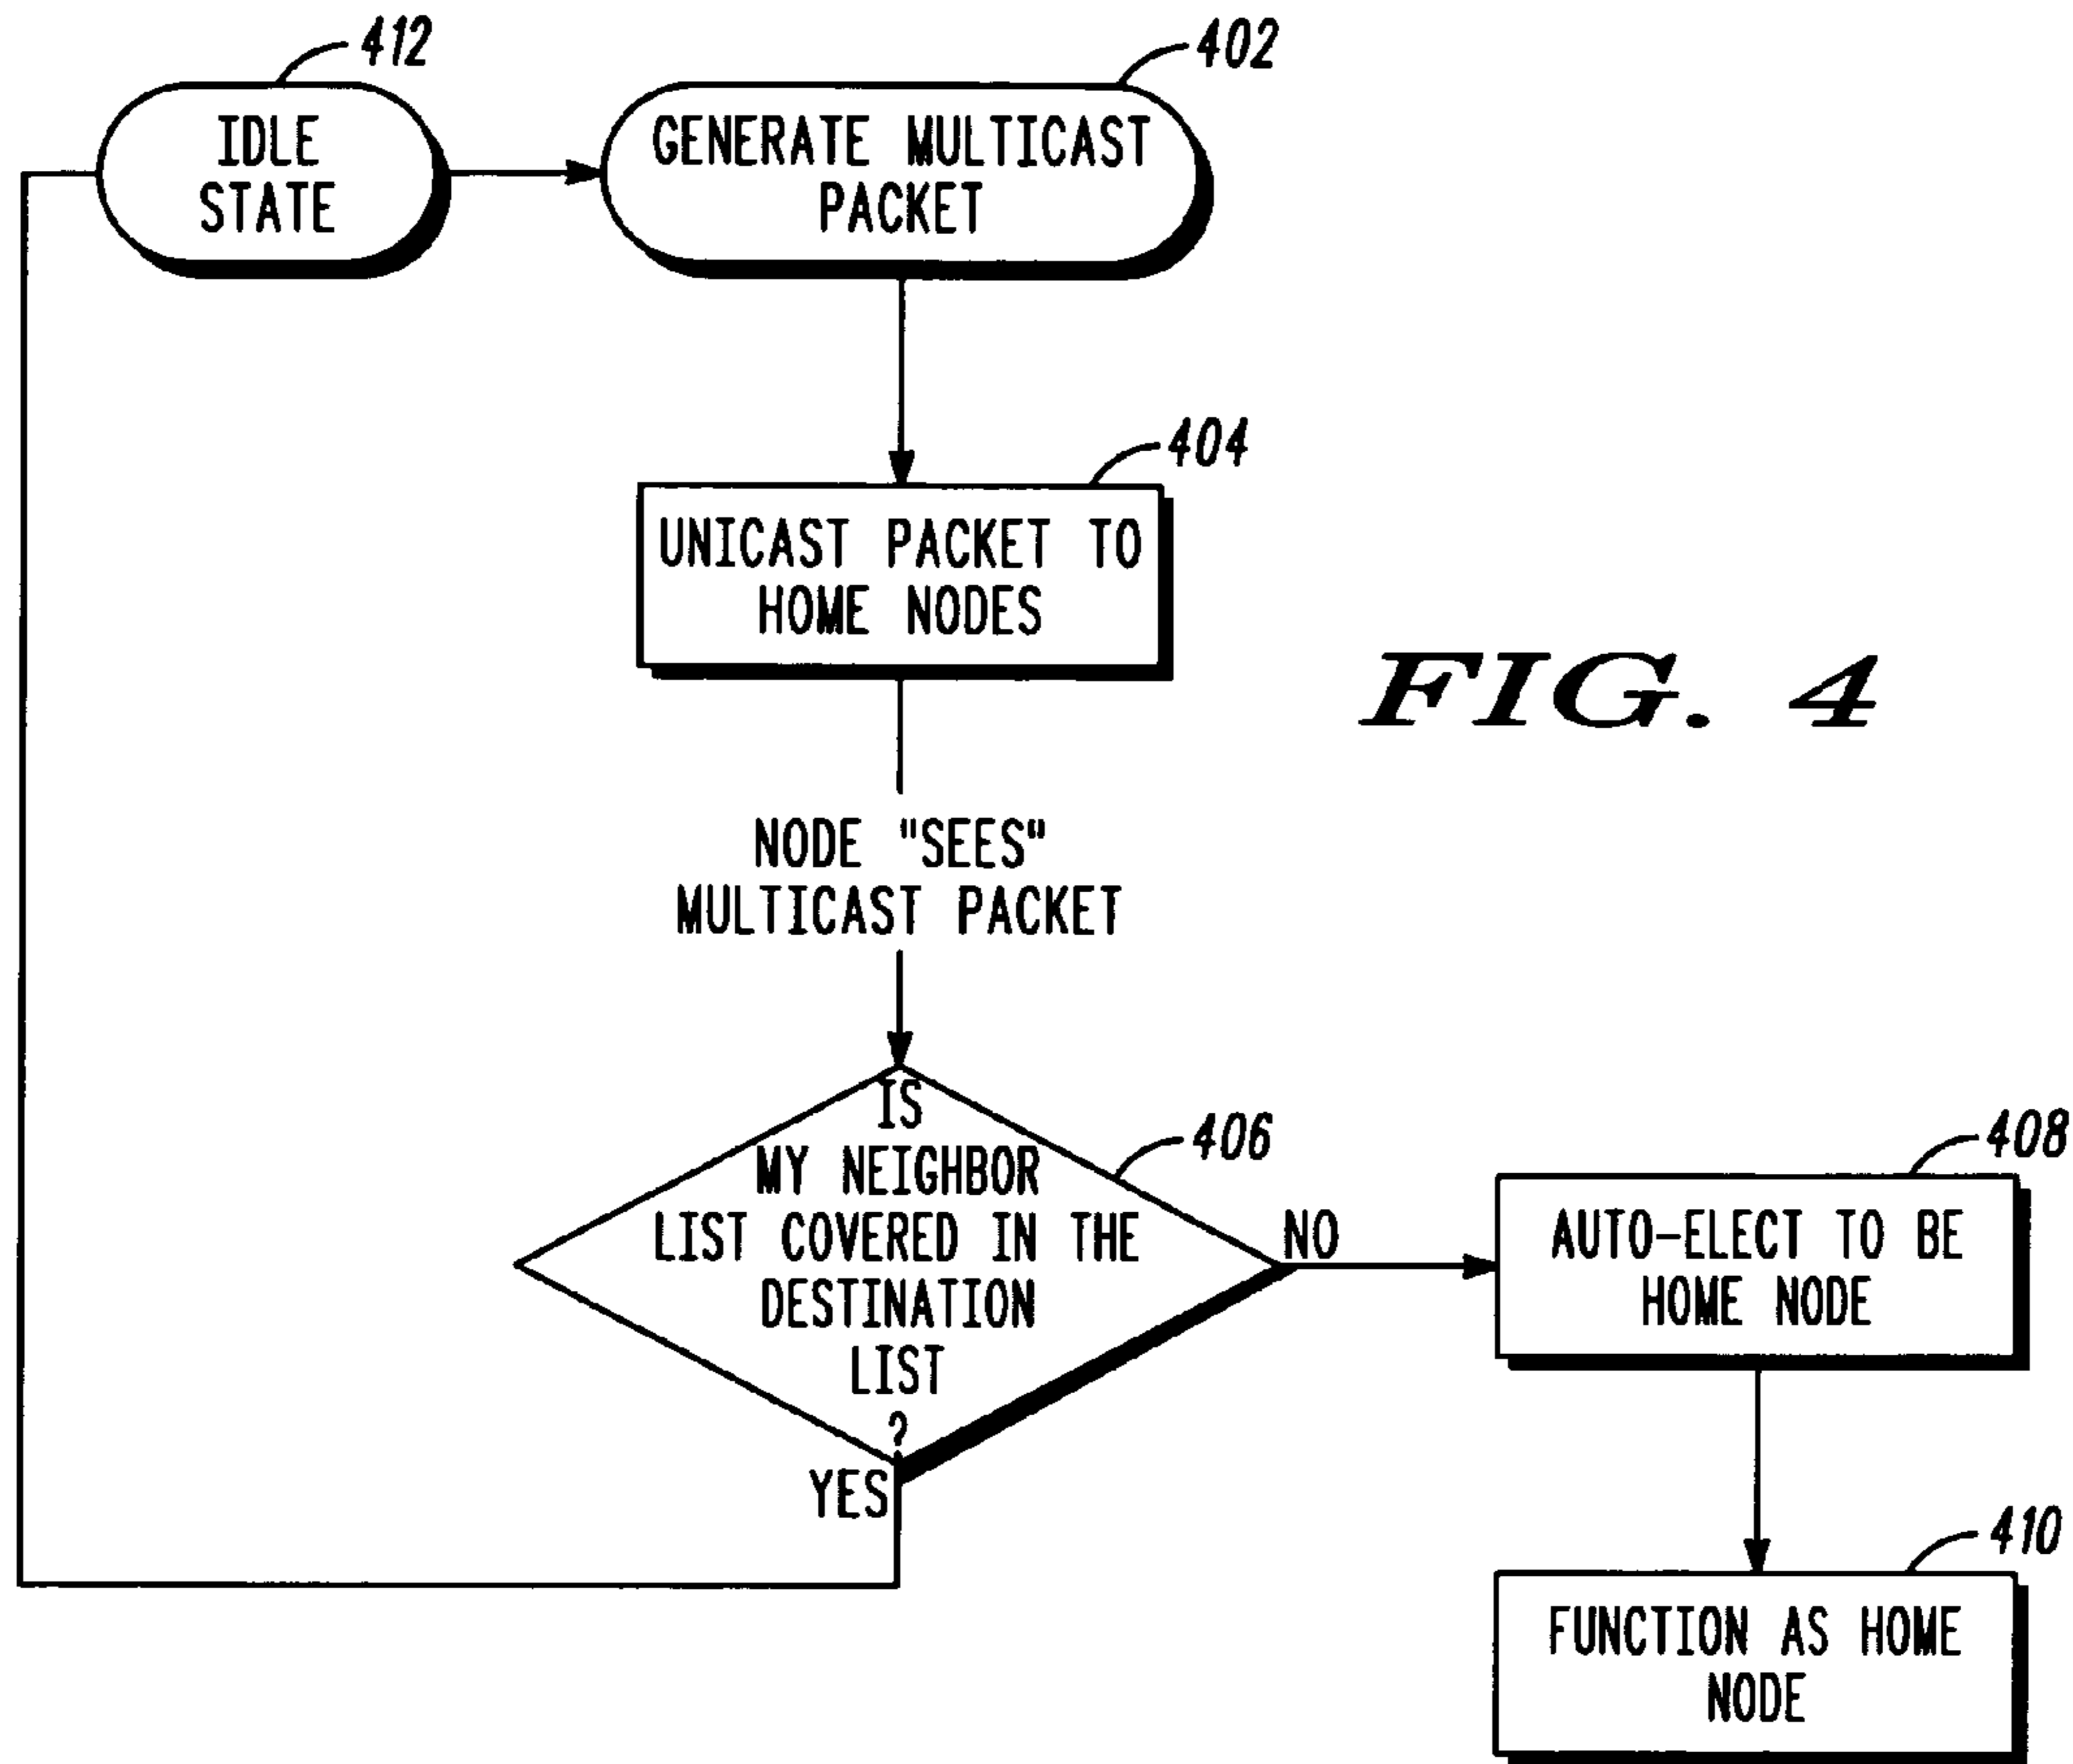 412
IDLE
STATE
402
GENERATE MULTICAST
PACKET
404
UNICAST PACKET TO
HOME NODES
FIG. 4
NODE "SEES"
MULTICAST PACKET
406
IS
MY NEIGHBOR
LIST COVERED IN THE
DESTINATION
LIST
?
NO
YES
408
AUTO-ELECT TO BE
HOME NODE
410
FUNCTION AS HOME
NODE